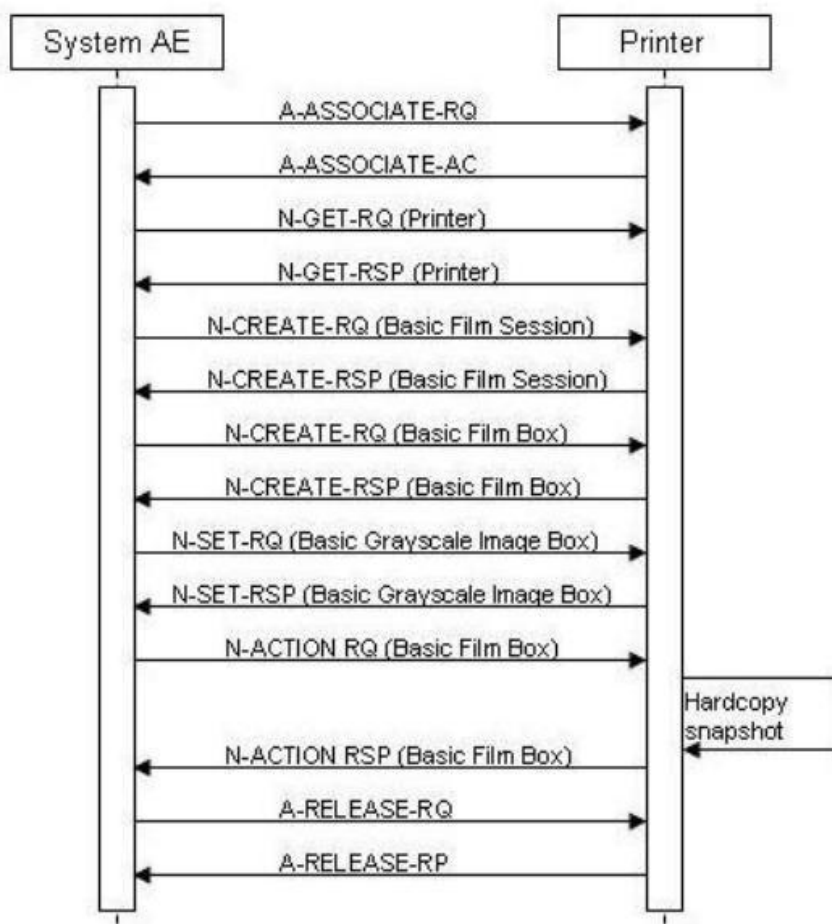 System AE
Printer
A-ASSOCIATE-RQ
A-ASSOCIATE-AC
N-GET-RQ (Printer)
N-GET-RSP (Printer)
N-CREATE-RQ (Basic Film Session)
N-CREATE-RSP (Basic Film Session)
N-CREATE-RQ (Basic Film Box)
N-CREATE-RSP (Basic Film Box)
N-SET-RQ (Basic Grayscale Image Box)
N-SET-RSP (Basic Grayscale Image Box)
N-ACTION RQ (Basic Film Box)
Hardcopy
snapshot
N-ACTION RSP (Basic Film Box)
A-RELEASE-RQ
A-RELEASE-RP